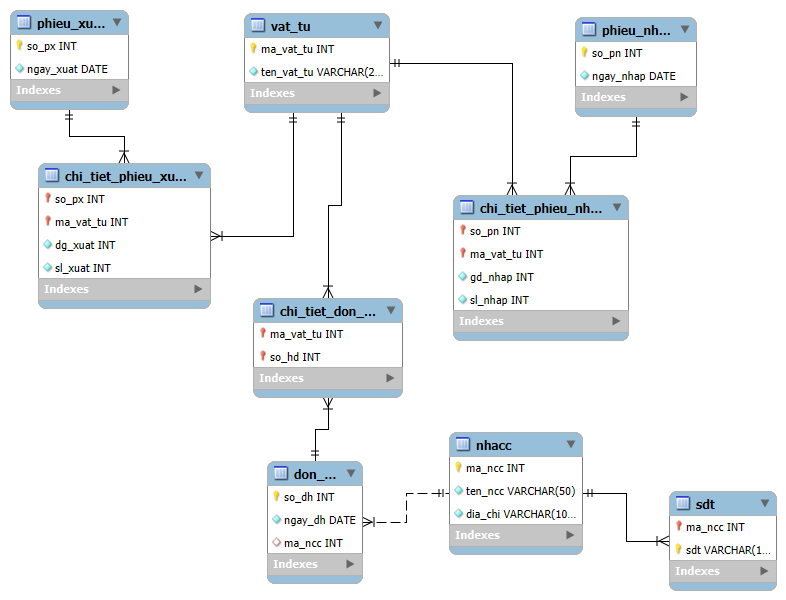 phieu_xu...
so_px INT
ngay_xuat DATE
Indexes
vat_tu
ma_vat_tu INT
ten_vat_tu VARCHAR(2...
Indexes
phieu_nh...
so_pn INT
ngay_nhap DATE
Indexes
chi_tiet_phieu_xu...
so_px INT
ma_vat_tu INT
dg_xuat INT
sl_xuat INT
Indexes
chi_tiet_phieu_nh...
so_pn INT
ma_vat_tu INT
gd_nhap INT
sl_nhap INT
Indexes
chi_tiet_don_...
ma_vat_tu INT
so_hd INT
Indexes
don_...
so_dh INT
ngay_dh DATE
ma_ncc INT
Indexes
nhacc
ma_ncc INT
ten_ncc VARCHAR(50)
dia_chi VARCHAR(10...
Indexes
sdt
ma_ncc INT
sdt VARCHAR(1...
Indexes